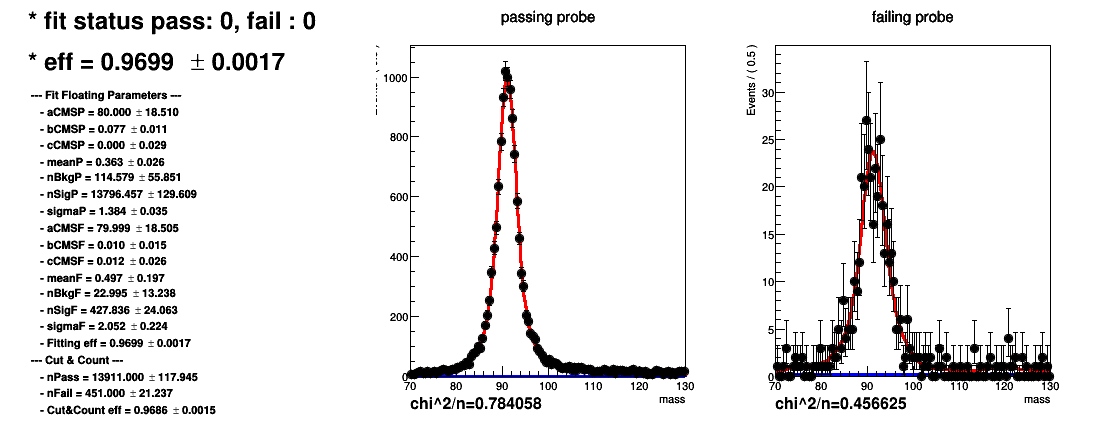 * fit status pass: 0, fail : 0
* eff = 0.9699 ± 0.0017
--- Fit Floating Parameters ---
- aCMSP = 80.000 ± 18.510
- bCMSP = 0.077 ± 0.011
- cCMSP = 0.000 ± 0.029
- meanP = 0.363 ± 0.026
- nBkgP = 114.579 ± 55.851
- nSigP = 13796.457 ± 129.609
- sigmaP = 1.384 ± 0.035
- aCMSF = 79.999 ± 18.505
- bCMSF = 0.010 ± 0.015
- cCMSF = 0.012 ± 0.026
- meanF = 0.497 ± 0.197
- nBkgF = 22.995 ± 13.238
- nSigF = 427.836 ± 24.063
- sigmaF = 2.052 ± 0.224
- Fitting eff = 0.9699 ± 0.0017
--- Cut & Count ---
- nPass = 13911.000 ± 117.945
- nFail = 451.000 ± 21.237
- Cut&Count eff = 0.9686 ± 0.0015
passing probe
1000
800
600
400
200
0
70 80 90 100 110 120 130
mass
chi^2/n=0.784058
failing probe
Events / ( 0.5 )
30
25
20
15
10
5
0
70 80 90 100 110 120 130
mass
chi^2/n=0.456625